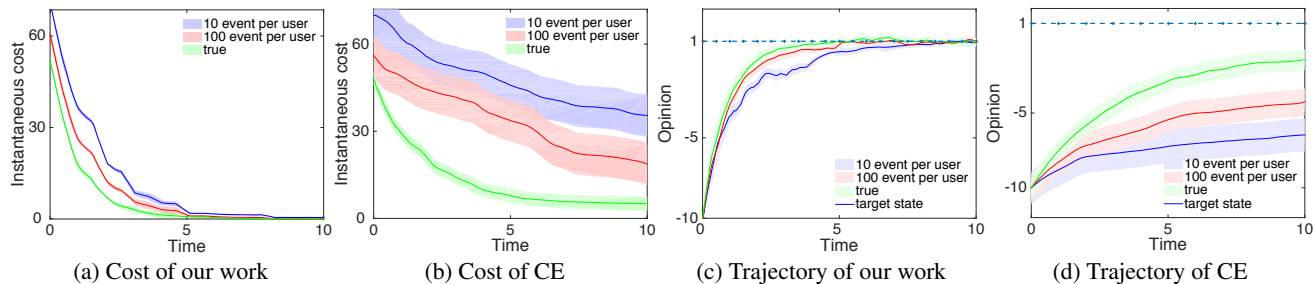 Instantaneous cost
60
30
0
0
5
10
Time
10 event per user
100 event per user
true
(a) Cost of our work
Instantaneous cost
60
30
0
0
5
10
Time
10 event per user
100 event per user
true
(b) Cost of CE
Opinion
1
-5
-10
0
5
10
Time
10 event per user
100 event per user
true
target state
(c) Trajectory of our work
Opinion
1
-5
-10
0
5
10
Time
10 event per user
100 event per user
true
target state
(d) Trajectory of CE